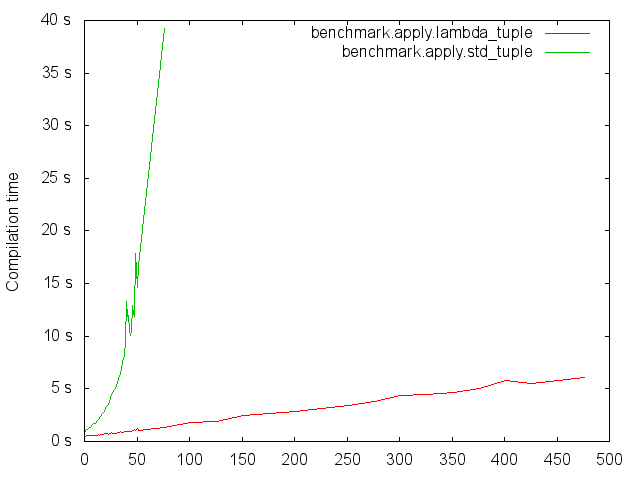 benchmark.apply.lambda_tuple
benchmark.apply.std_tuple
Compilation time
40 s
35 s
30 s
25 s
20 s
15 s
10 s
5 s
0 s
0 50 100 150 200 250 300 350 400 450 500